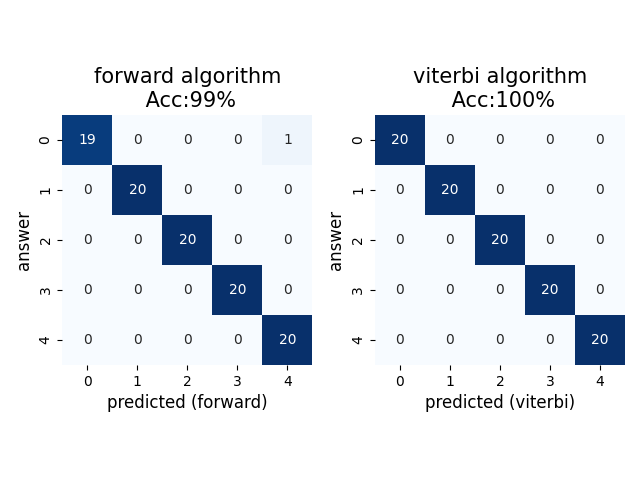 forward algorithm
Acc:99%
0 19 0 0 0 1
1 0 20 0 0 0
2 0 0 20 0 0
3 0 0 0 20 0
4 0 0 0 0 20
answer
0 1 2 3 4
predicted (forward)
viterbi algorithm
Acc:100%
0 20 0 0 0 0
1 0 20 0 0 0
2 0 0 20 0 0
3 0 0 0 20 0
4 0 0 0 0 20
answer
0 1 2 3 4
predicted (viterbi)